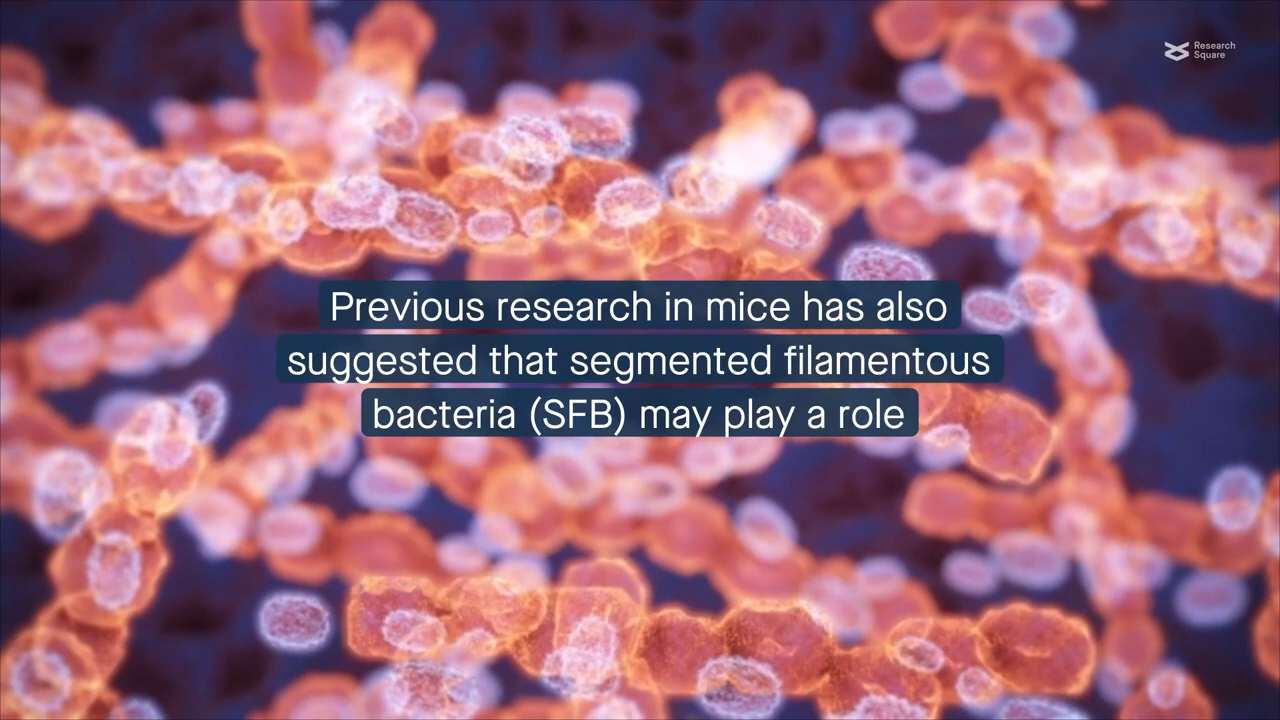 Research
Square
Previous research in mice has also
suggested that segmented filamentous
bacteria (SFB) may play a role